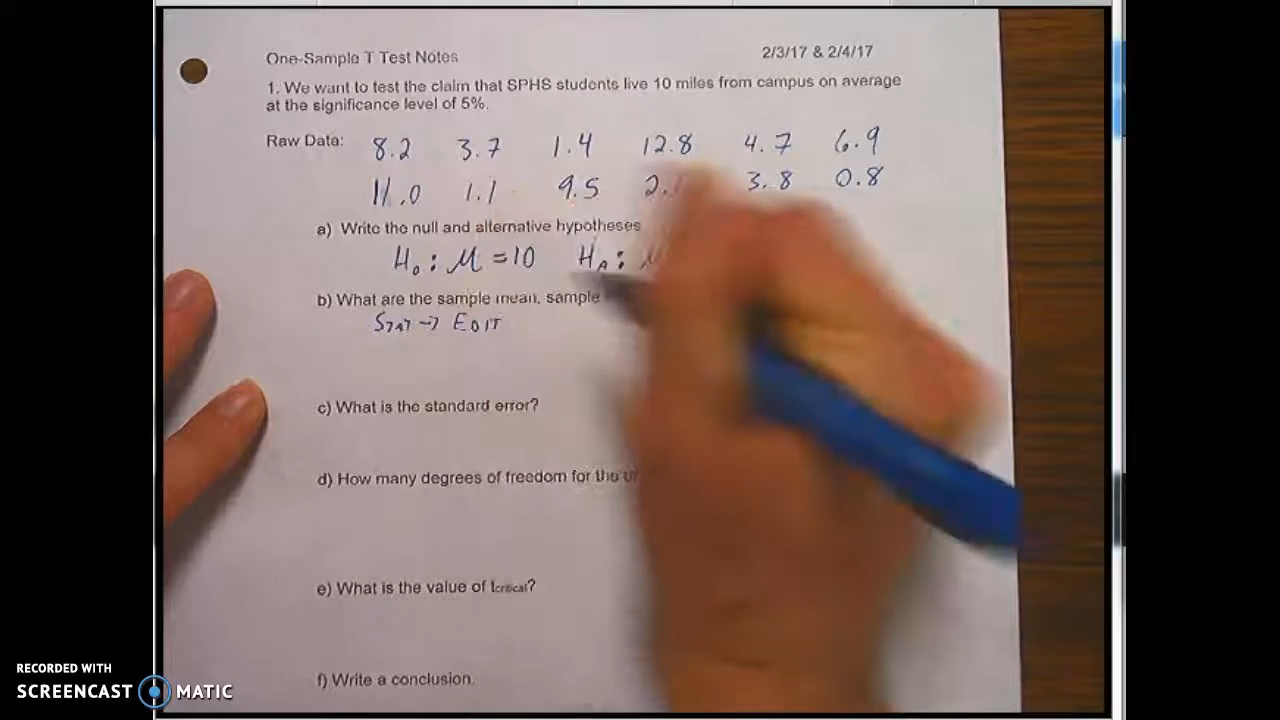 One-Sample T Test Notes 2/3/17 & 2/4/17
1. We want to test the claim that SPHS students live 10 miles from campus on average
at the significance level of 5%.
Raw Data: 8.2 3.7 1.4 12.8 4.7 6.9
11.0 1.1 9.5 3.8 0.8
a) Write the null and alternative hypotheses
H₀: μ = 10 Hₐ: μ
b) What are the sample mean, sample
STAT → EDIT
c) What is the standard error?
d) How many degrees of freedom for the
e) What is the value of tcritical?
f) Write a conclusion.
RECORDED WITH
SCREENCAST MATIC